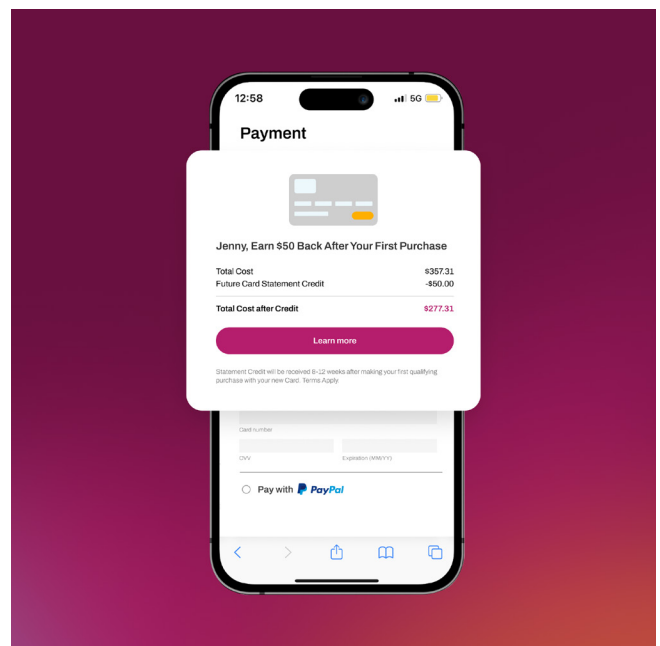 12:58
5G
Payment
Jenny, Earn $50 Back After Your First Purchase
Total Cost $357.31
Future Card Statement Credit -$50.00
Total Cost after Credit $277.31
Learn more
Statement Credit will be received 8-12 weeks after making your first qualifying
purchase with your new Card. Terms Apply
Card number
CVV Expiration (MM/YY)
Pay with PayPal